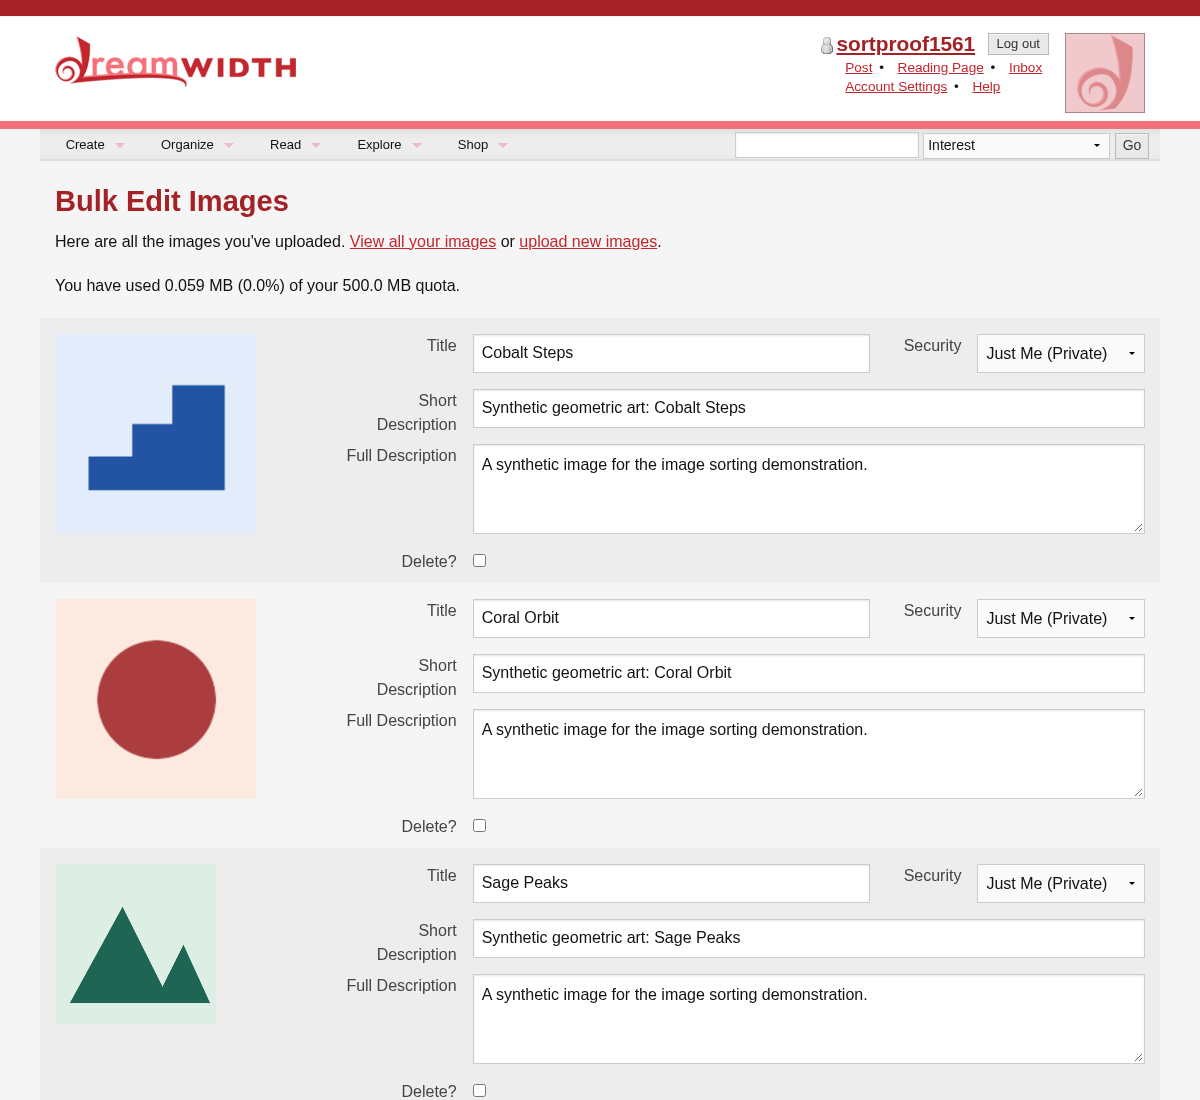 dreamWIDTH
sortproof1561 Log out
Post • Reading Page • Inbox
Account Settings • Help
Create Organize Read Explore Shop Interest Go
Bulk Edit Images
Here are all the images you've uploaded. View all your images or upload new images.
You have used 0.059 MB (0.0%) of your 500.0 MB quota.
Title Cobalt Steps Security Just Me (Private)
Short Description Synthetic geometric art: Cobalt Steps
Full Description A synthetic image for the image sorting demonstration.
Delete?
Title Coral Orbit Security Just Me (Private)
Short Description Synthetic geometric art: Coral Orbit
Full Description A synthetic image for the image sorting demonstration.
Delete?
Title Sage Peaks Security Just Me (Private)
Short Description Synthetic geometric art: Sage Peaks
Full Description A synthetic image for the image sorting demonstration.
Delete?